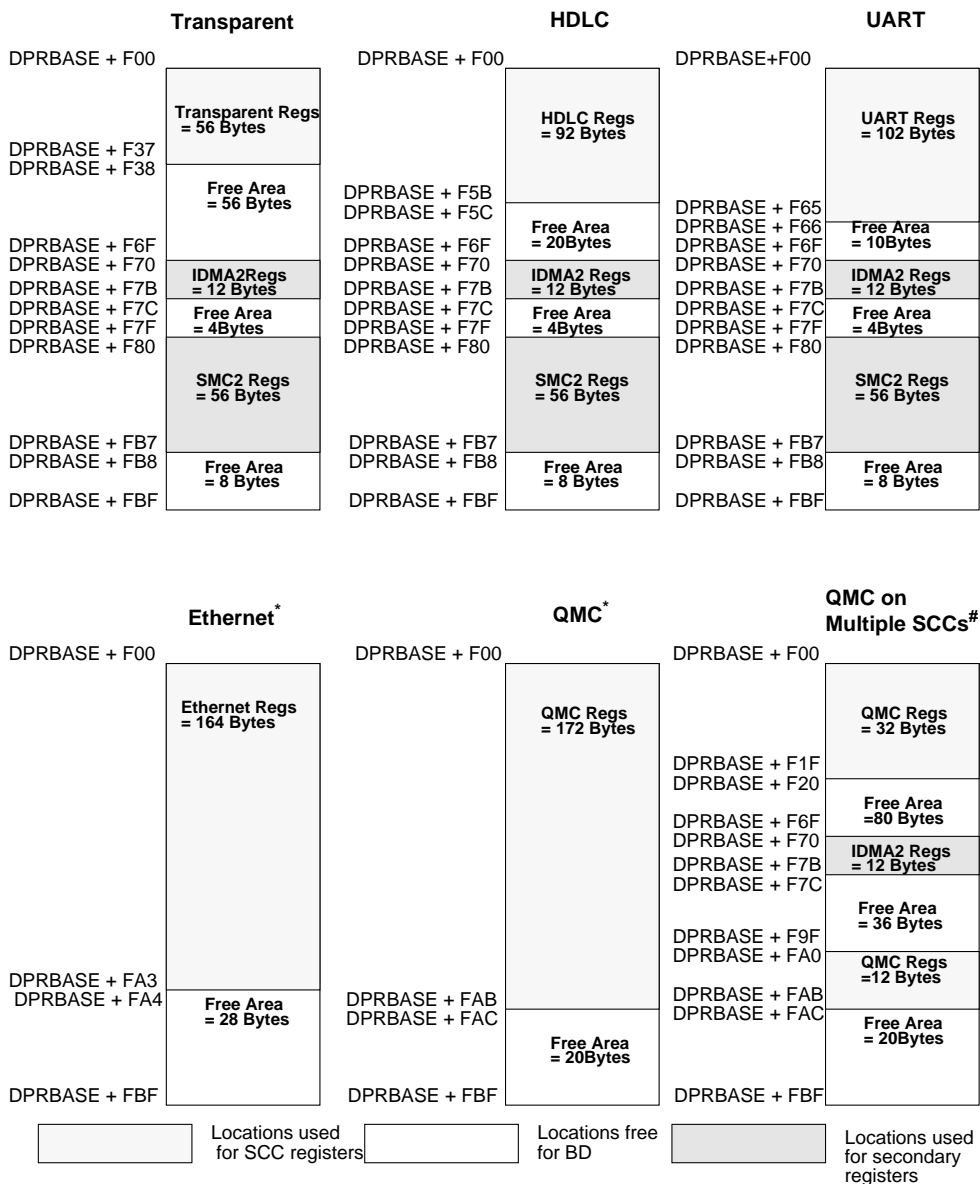 Transparent
DPRBASE + F00
Transparent Regs
= 56 Bytes
DPRBASE + F37
DPRBASE + F38
Free Area
= 56 Bytes
DPRBASE + F6F
DPRBASE + F70
IDMA2Regs
= 12 Bytes
DPRBASE + F7B
DPRBASE + F7C
Free Area
= 4Bytes
DPRBASE + F7F
DPRBASE + F80
SMC2 Regs
= 56 Bytes
DPRBASE + FB7
DPRBASE + FB8
Free Area
= 8 Bytes
DPRBASE + FBF
HDLC
DPRBASE + F00
HDLC Regs
= 92 Bytes
DPRBASE + F5B
DPRBASE + F5C
Free Area
= 20Bytes
DPRBASE + F6F
DPRBASE + F70
IDMA2 Regs
= 12 Bytes
DPRBASE + F7B
DPRBASE + F7C
Free Area
= 4Bytes
DPRBASE + F7F
DPRBASE + F80
SMC2 Regs
= 56 Bytes
DPRBASE + FB7
DPRBASE + FB8
Free Area
= 8 Bytes
DPRBASE + FBF
UART
DPRBASE+F00
UART Regs
= 102 Bytes
DPRBASE + F65
DPRBASE + F66
Free Area
= 10Bytes
DPRBASE + F6F
DPRBASE + F70
IDMA2 Regs
= 12 Bytes
DPRBASE + F7B
DPRBASE + F7C
Free Area
= 4Bytes
DPRBASE + F7F
DPRBASE + F80
SMC2 Regs
= 56 Bytes
DPRBASE + FB7
DPRBASE + FB8
Free Area
= 8 Bytes
DPRBASE + FBF
Ethernet*
DPRBASE + F00
Ethernet Regs
= 164 Bytes
DPRBASE + FA3
DPRBASE + FA4
Free Area
= 28 Bytes
DPRBASE + FBF
QMC*
DPRBASE + F00
QMC Regs
= 172 Bytes
DPRBASE + FAB
DPRBASE + FAC
Free Area
= 20Bytes
DPRBASE + FBF
QMC on
Multiple SCCs#
DPRBASE + F00
QMC Regs
= 32 Bytes
DPRBASE + F1F
DPRBASE + F20
Free Area
=80 Bytes
DPRBASE + F6F
DPRBASE + F70
IDMA2 Regs
= 12 Bytes
DPRBASE + F7B
DPRBASE + F7C
Free Area
= 36 Bytes
DPRBASE + F9F
DPRBASE + FA0
QMC Regs
=12 Bytes
DPRBASE + FAB
DPRBASE + FAC
Free Area
= 20Bytes
DPRBASE + FBF
Locations used
for SCC registers
Locations free
for BD
Locations used
for secondary
registers